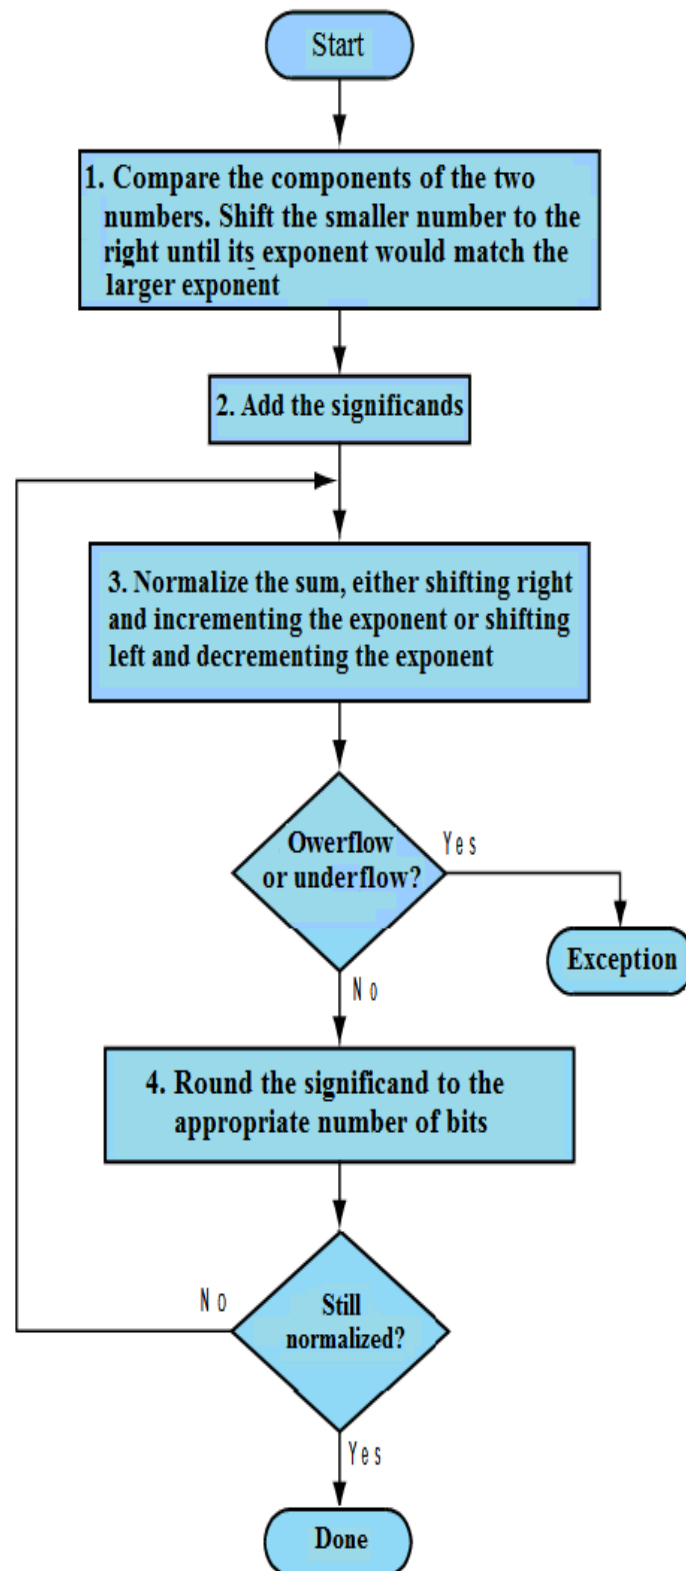 Start
1. Compare the components of the two
numbers. Shift the smaller number to the
right until its exponent would match the
larger exponent
2. Add the significands
3. Normalize the sum, either shifting right
and incrementing the exponent or shifting
left and decrementing the exponent
Owerflow
or underflow?
Yes
Exception
No
4. Round the significand to the
appropriate number of bits
No
Still
normalized?
Yes
Done